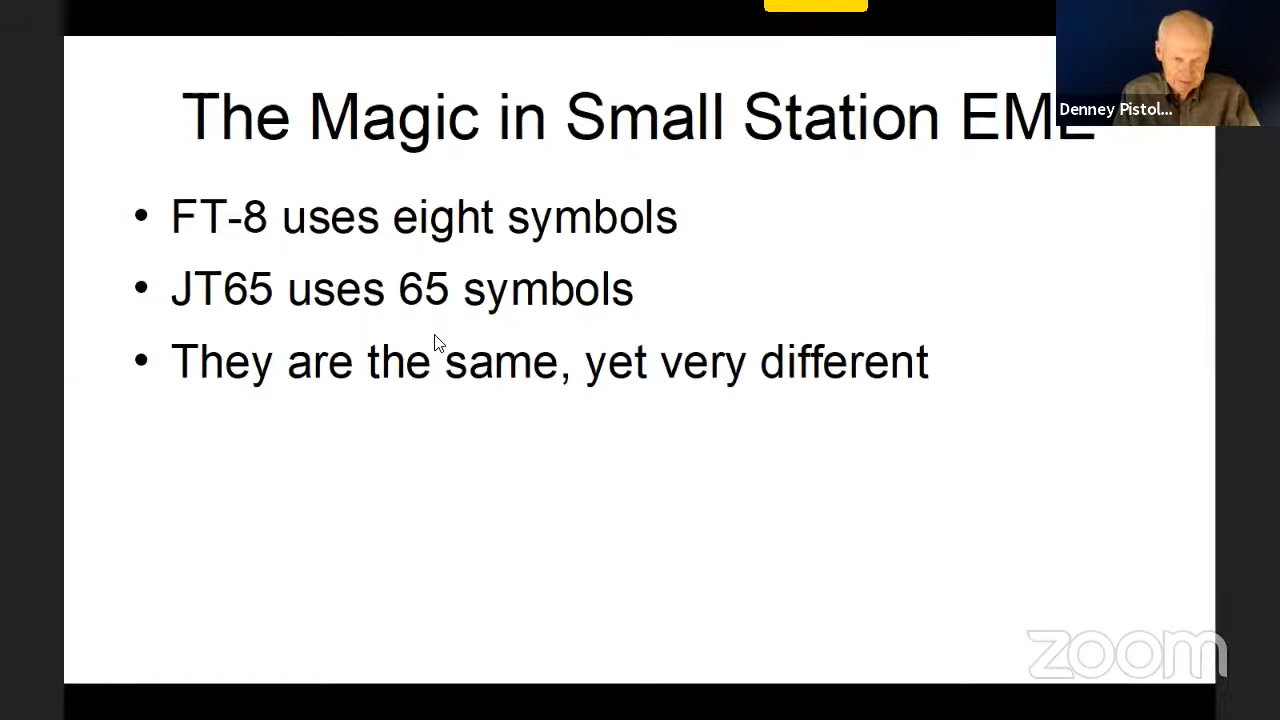 The Magic in Small Station EME
• FT-8 uses eight symbols
• JT65 uses 65 symbols
• They are the same, yet very different
Denney Pistol...
zoom